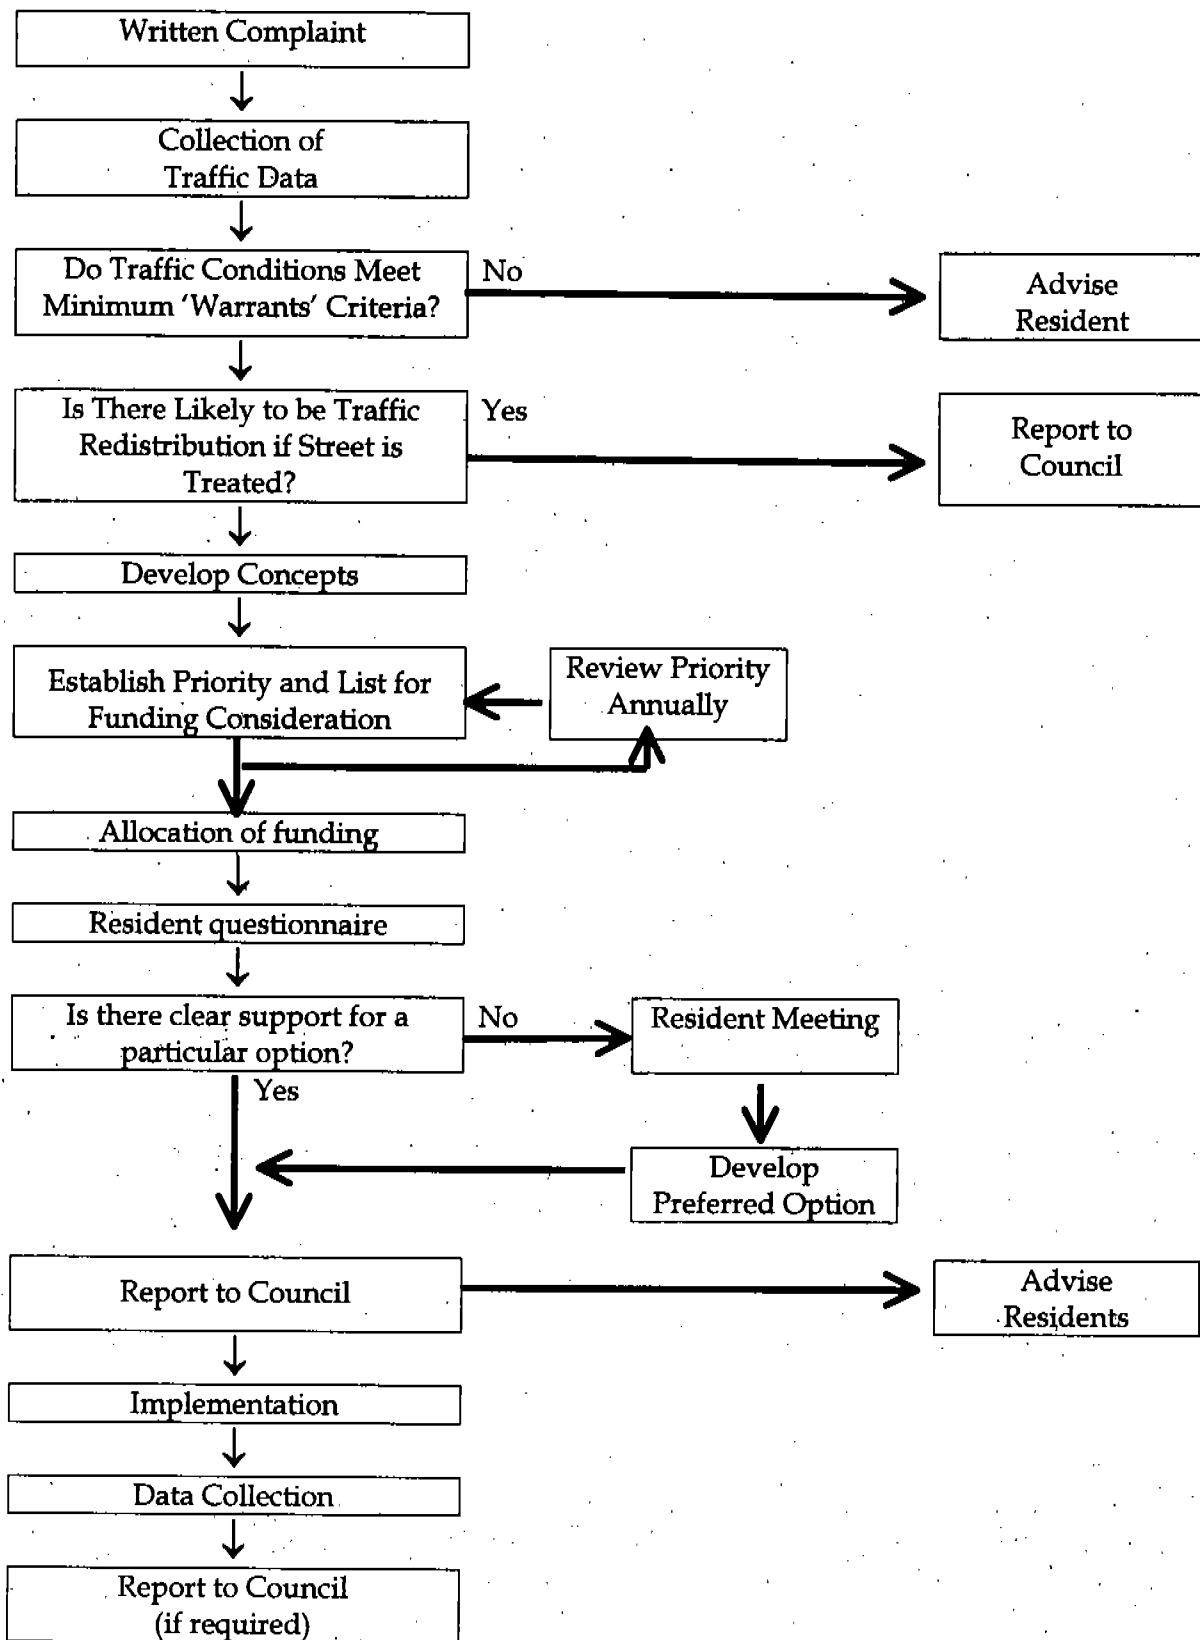 Written Complaint
Collection of
Traffic Data
Do Traffic Conditions Meet
Minimum 'Warrants' Criteria?
No
Advise
Resident
Is There Likely to be Traffic
Redistribution if Street is
Treated?
Yes
Report to
Council
Develop Concepts
Establish Priority and List for
Funding Consideration
Review Priority
Annually
Allocation of funding
Resident questionnaire
Is there clear support for a
particular option?
No
Resident Meeting
Yes
Develop
Preferred Option
Report to Council
Advise
Residents
Implementation
Data Collection
Report to Council
(if required)